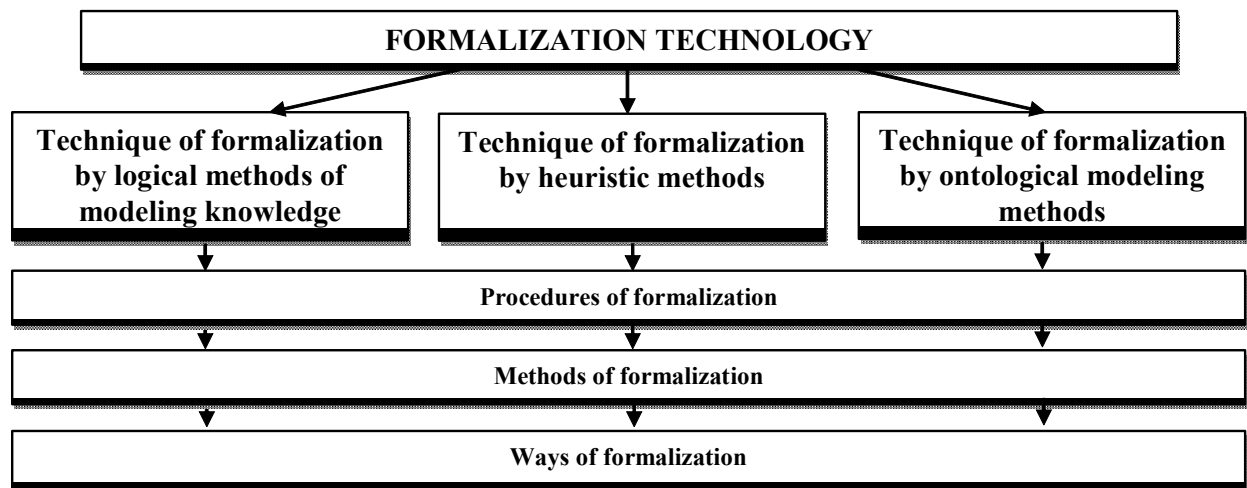 FORMALIZATION TECHNOLOGY
Technique of formalization
by logical methods of
modeling knowledge
Technique of formalization
by heuristic methods
Technique of formalization
by ontological modeling
methods
Procedures of formalization
Methods of formalization
Ways of formalization